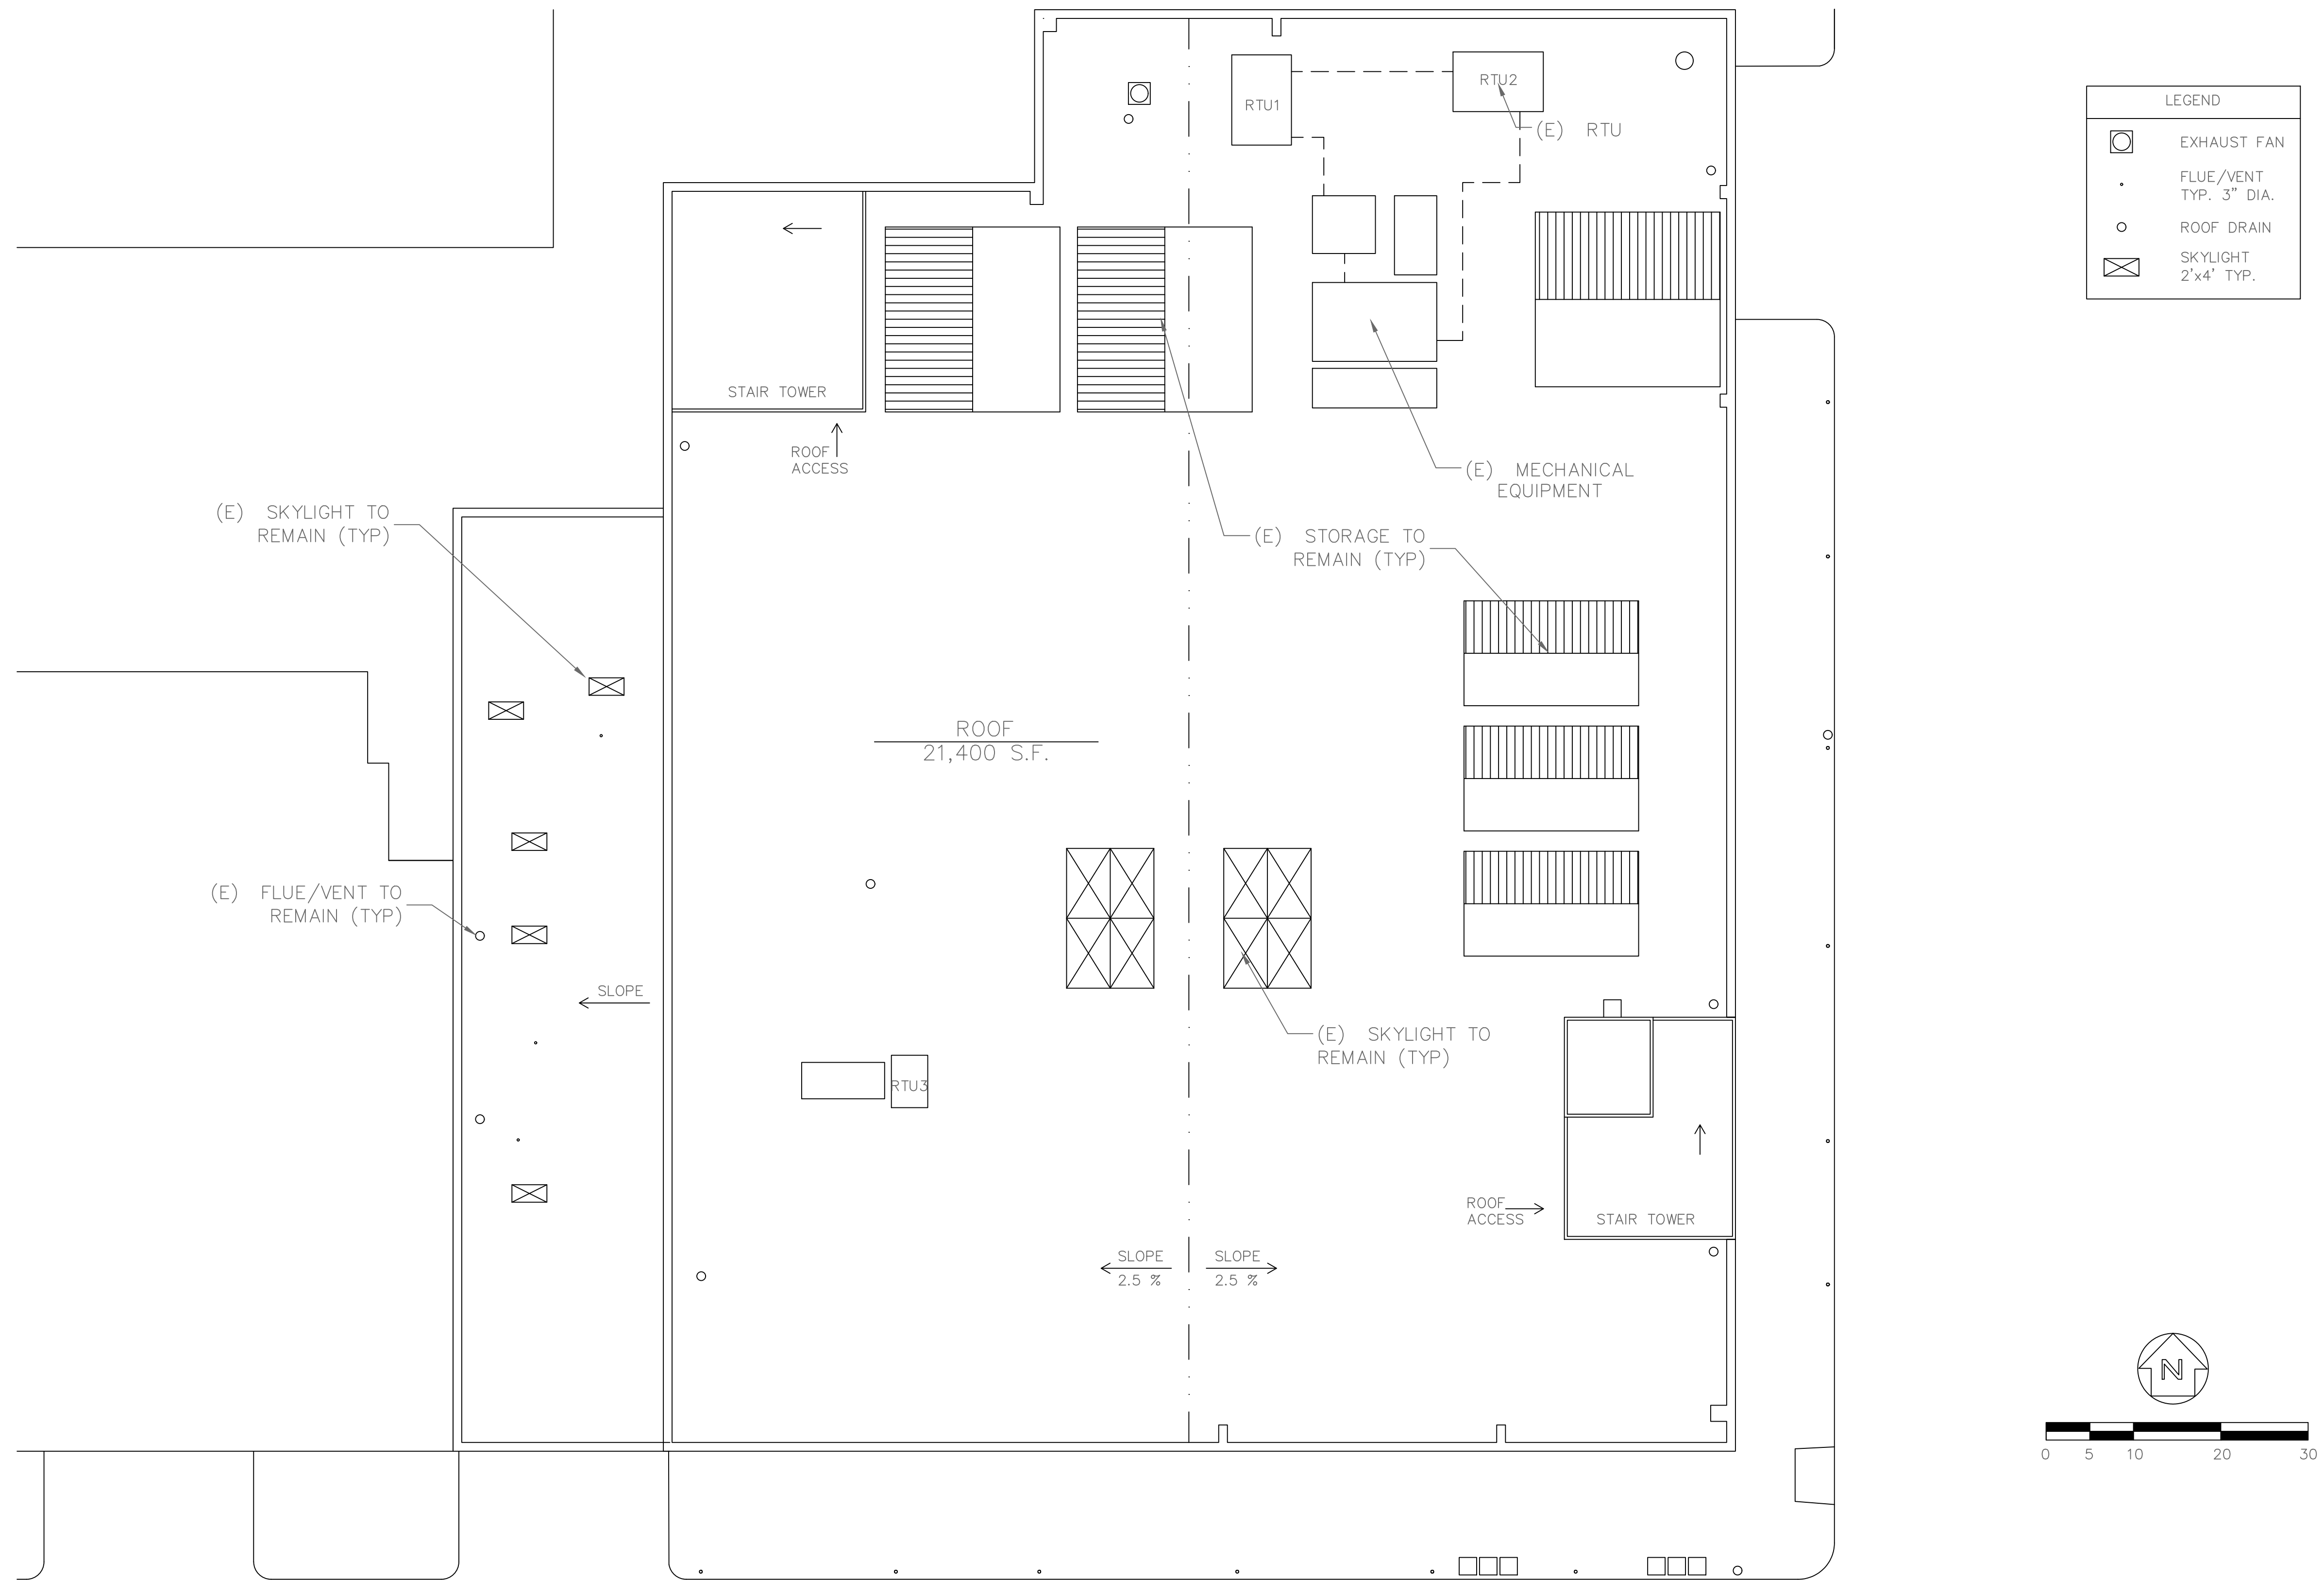 RTU1
RTU2
(E) RTU
LEGEND
EXHAUST FAN
FLUE/VENT
TYP. 3" DIA.
ROOF DRAIN
SKYLIGHT
2'x4' TYP.
STAIR TOWER
ROOF
ACCESS
(E) MECHANICAL
EQUIPMENT
(E) SKYLIGHT TO
REMAIN (TYP)
(E) STORAGE TO
REMAIN (TYP)
ROOF
21,400 S.F.
(E) FLUE/VENT TO
REMAIN (TYP)
SLOPE
(E) SKYLIGHT TO
REMAIN (TYP)
RTU3
ROOF
ACCESS
STAIR TOWER
SLOPE
2.5 %
SLOPE
2.5 %
N
0 5 10 20 30